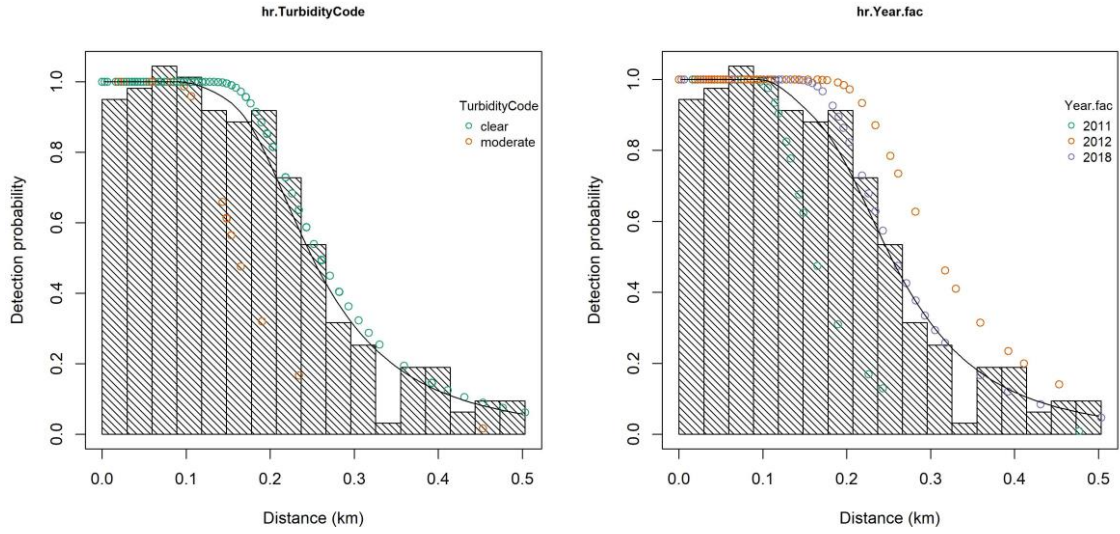 hr.TurbidityCode
Detection probability
1.0
0.8
0.6
0.4
0.2
0.0
TurbidityCode
clear
moderate
0.0 0.1 0.2 0.3 0.4 0.5
Distance (km)
hr.Year.fac
Detection probability
1.0
0.8
0.6
0.4
0.2
0.0
Year.fac
2011
2012
2018
0.0 0.1 0.2 0.3 0.4 0.5
Distance (km)